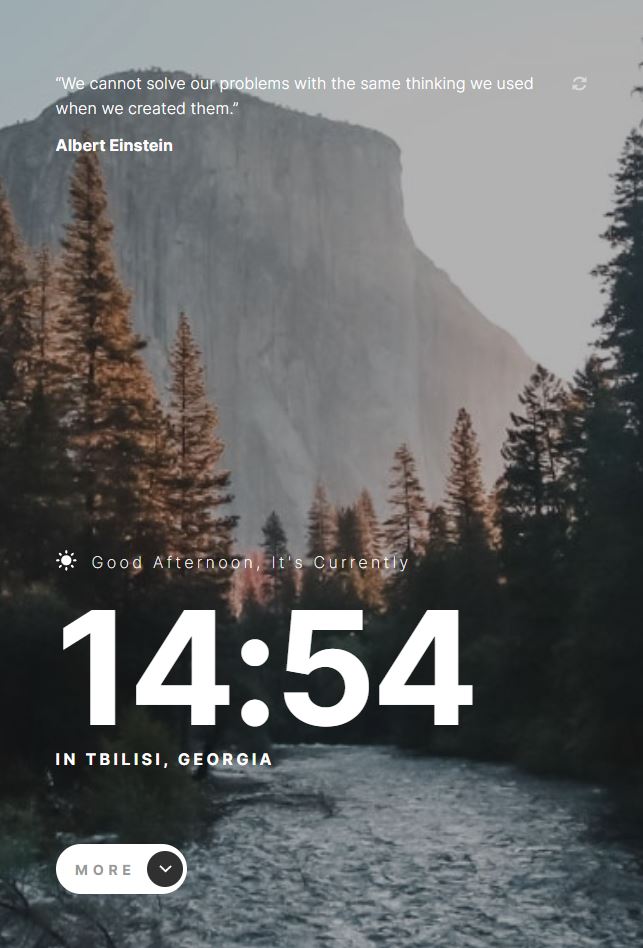 “We cannot solve our problems with the same thinking we used
when we created them.”
Albert Einstein
Good Afternoon, It's Currently
14:54
IN TBILISI, GEORGIA
MORE